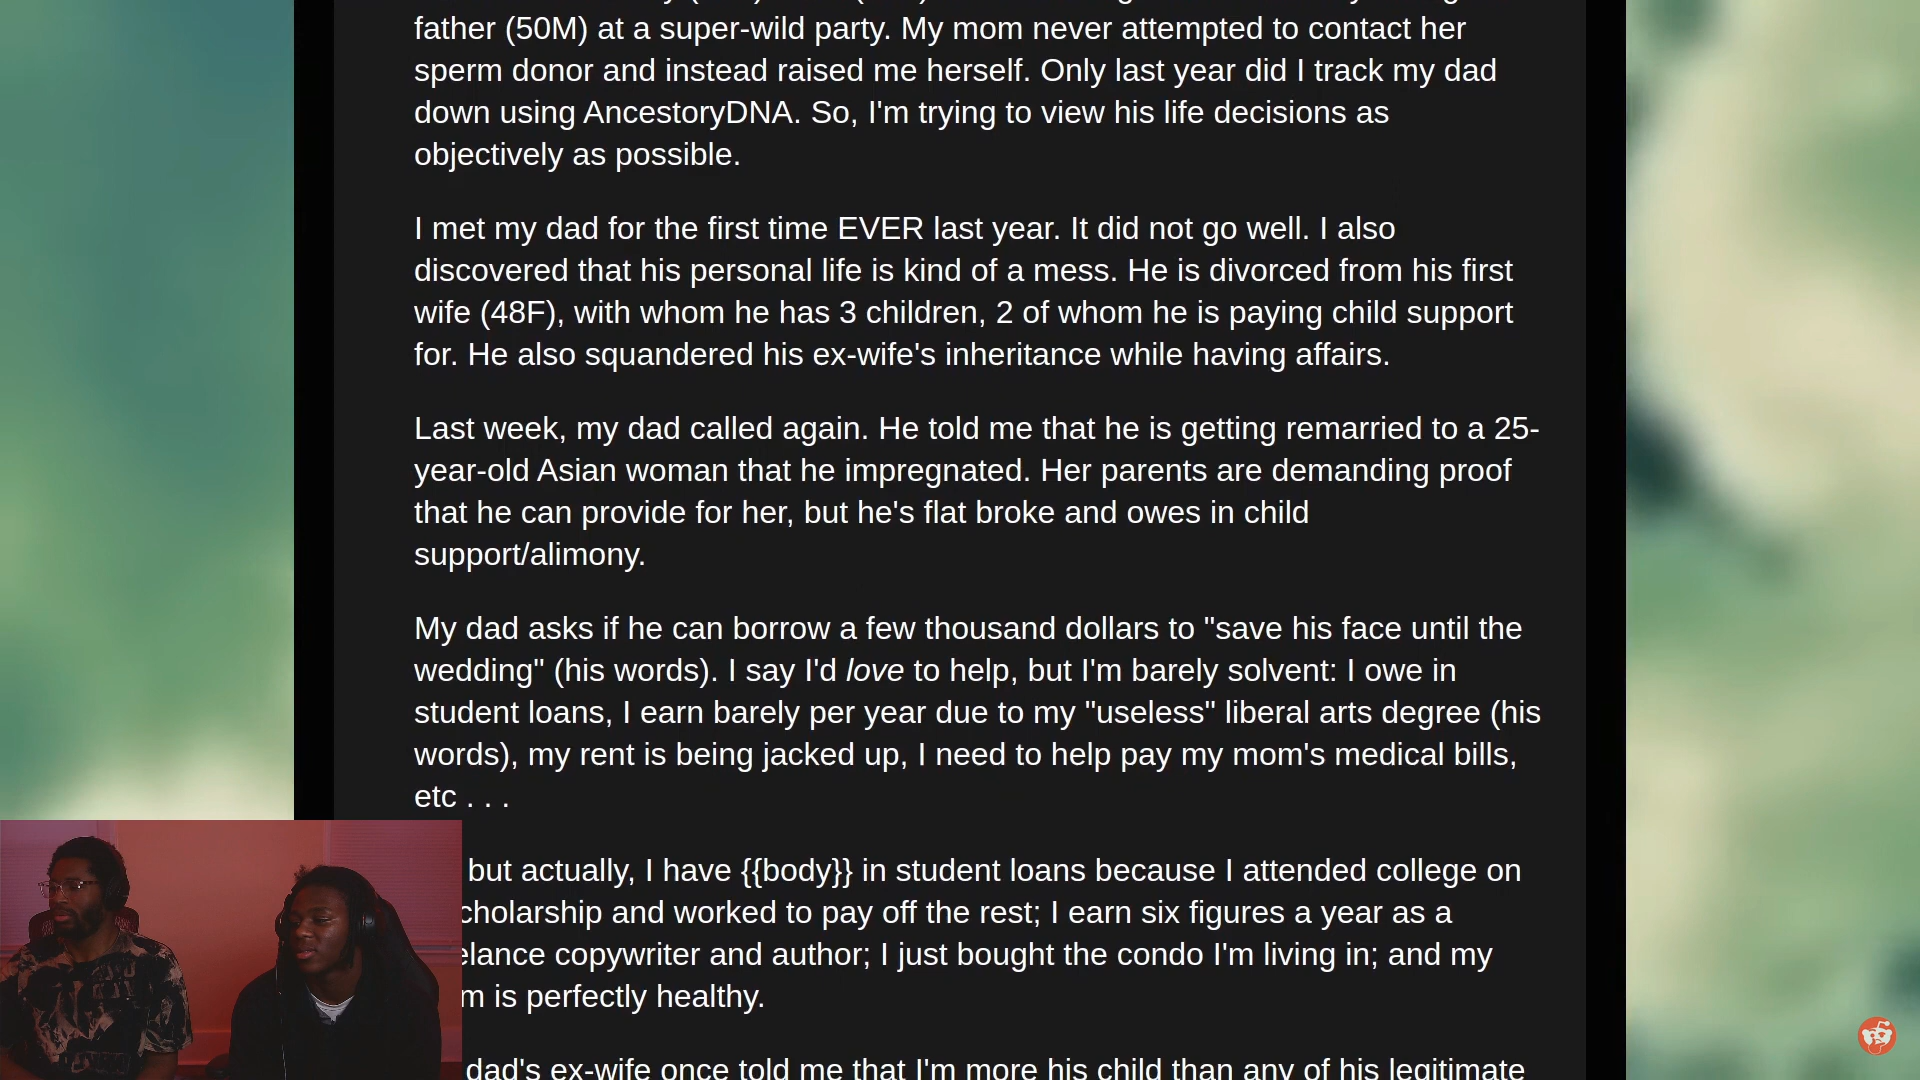 father (50M) at a super-wild party. My mom never attempted to contact her
sperm donor and instead raised me herself. Only last year did I track my dad
down using AncestoryDNA. So, I'm trying to view his life decisions as
objectively as possible.
I met my dad for the first time EVER last year. It did not go well. I also
discovered that his personal life is kind of a mess. He is divorced from his first
wife (48F), with whom he has 3 children, 2 of whom he is paying child support
for. He also squandered his ex-wife's inheritance while having affairs.
Last week, my dad called again. He told me that he is getting remarried to a 25-
year-old Asian woman that he impregnated. Her parents are demanding proof
that he can provide for her, but he's flat broke and owes in child
support/alimony.
My dad asks if he can borrow a few thousand dollars to "save his face until the
wedding" (his words). I say I'd love to help, but I'm barely solvent: I owe in
student loans, I earn barely per year due to my "useless" liberal arts degree (his
words), my rent is being jacked up, I need to help pay my mom's medical bills,
etc . . .
but actually, I have {{body}} in student loans because I attended college on
cholarship and worked to pay off the rest; I earn six figures a year as a
elance copywriter and author; I just bought the condo I'm living in; and my
m is perfectly healthy.
dad's ex-wife once told me that I'm more his child than any of his legitimate